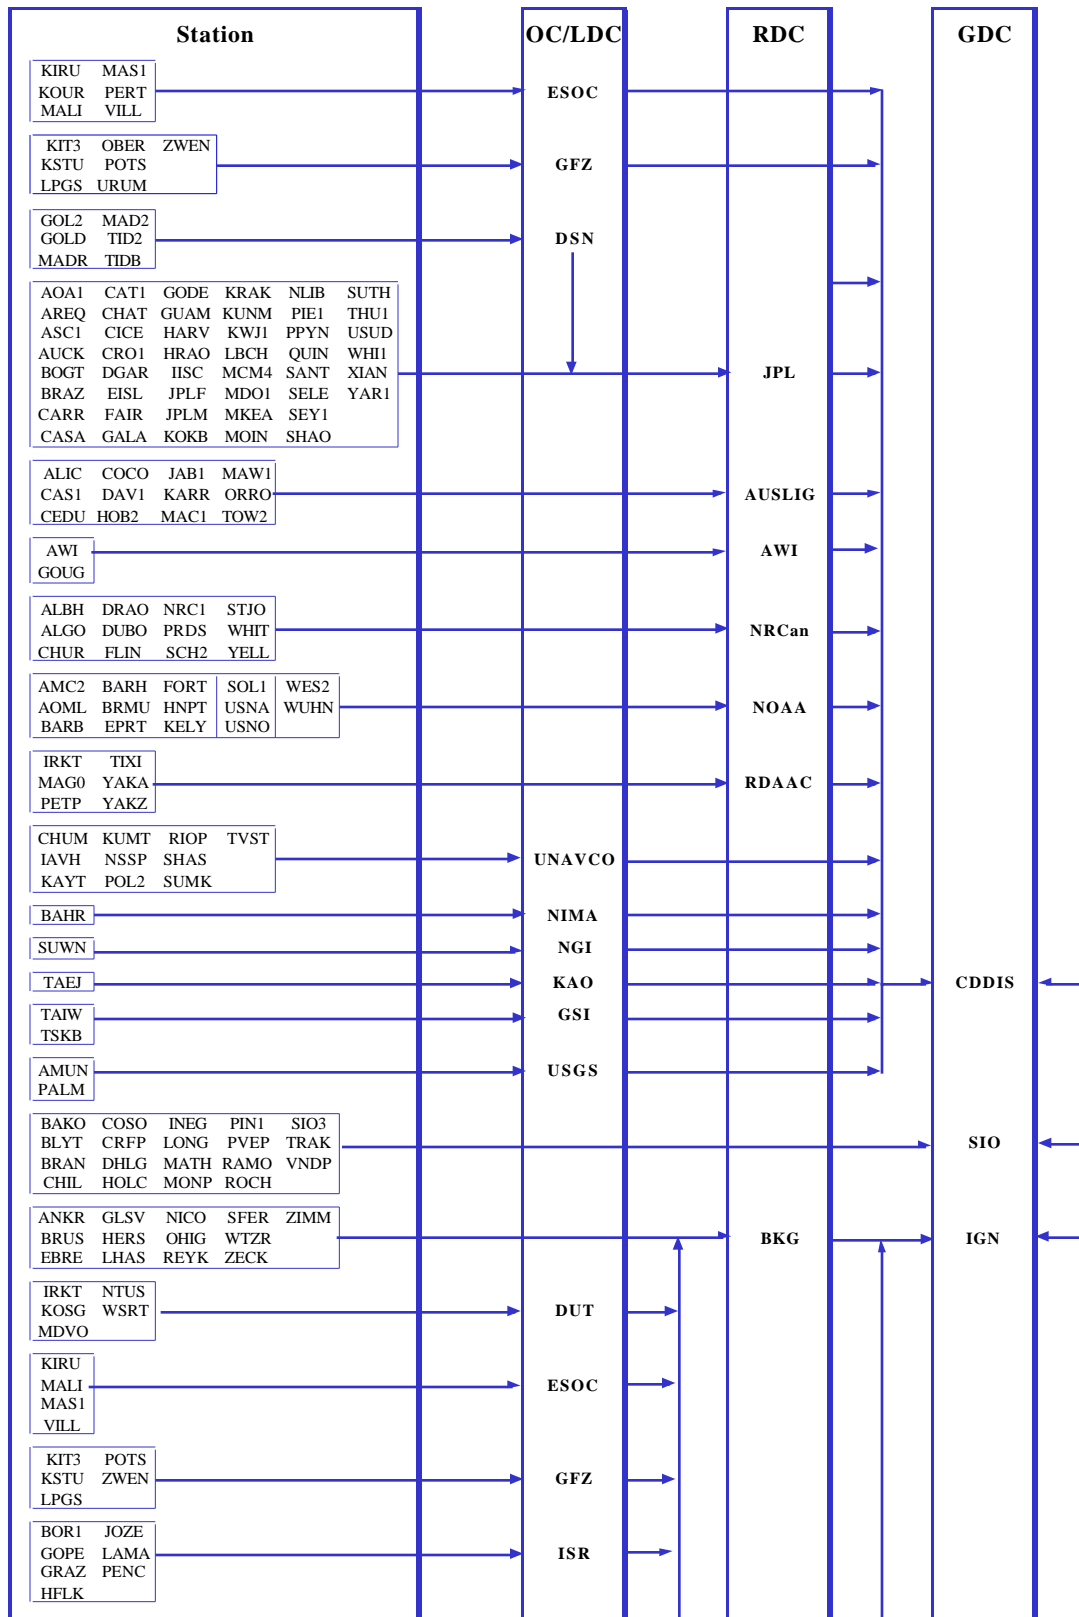 Station OC/LDC RDC GDC
KIRU MAS1
KOUR PERT ESOC
MALI VILL
KIT3 OBER ZWEN
KSTU POTS GFZ
LPGS URUM
GOL2 MAD2
GOLD TID2 DSN
MADR TIDB
AOA1 CAT1 GODE KRAK NLIB SUTH
AREQ CHAT GUAM KUNM PIE1 THU1
ASC1 CICE HARV KWJ1 PPYN USUD
AUCK CRO1 HRAO LBCH QUIN WHI1
BOGT DGAR IISC MCM4 SANT XIAN JPL
BRAZ EISL JPLF MDO1 SELE YAR1
CARR FAIR JPLM MKEA SEY1
CASA GALA KOKB MOIN SHAO
ALIC COCO JAB1 MAW1
CAS1 DAV1 KARR ORRO AUSLIG
CEDU HOB2 MAC1 TOW2
AWI AWI
GOUG
ALBH DRAO NRC1 STJO
ALGO DUBO PRDS WHIT NRCan
CHUR FLIN SCH2 YELL
AMC2 BARH FORT SOL1 WES2
AOML BRMU HNPT USNA WUHN NOAA
BARB EPRT KELY USNO
IRKT TIXI
MAG0 YAKA RDAAC
PETP YAKZ
CHUM KUMT RIOP TVST
IAVH NSSP SHAS UNAVCO
KAYT POL2 SUMK
BAHR NIMA
SUWN NGI
TAEJ KAO CDDIS
TAIW GSI
TSKB
AMUN USGS
PALM
BAKO COSO INEG PIN1 SIO3
BLYT CRFP LONG PVEP TRAK SIO
BRAN DHLG MATH RAMO VNDP
CHIL HOLC MONP ROCH
ANKR GLSV NICO SFER ZIMM
BRUS HERS OHIG WTZR BKG IGN
EBRE LHAS REYK ZECK
IRKT NTUS
KOSG WSRT DUT
MDVO
KIRU
MALI ESOC
MAS1
VILL
KIT3 POTS
KSTU ZWEN GFZ
LPGS
BOR1 JOZE
GOPE LAMA ISR
GRAZ PENC
HFLK